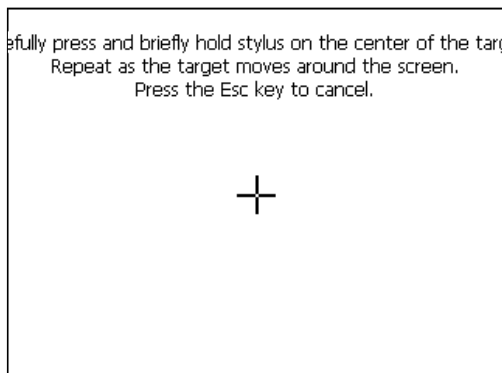 efully press and briefly hold stylus on the center of the targ
Repeat as the target moves around the screen.
Press the Esc key to cancel.